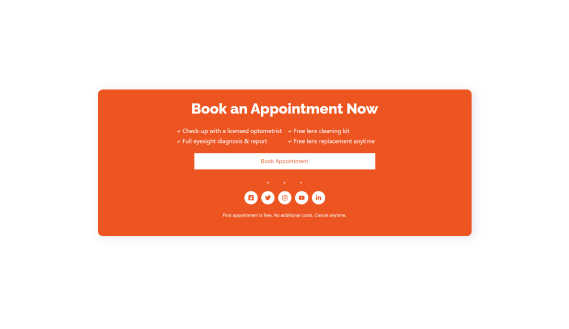 Book an Appointment Now
✓ Check-up with a licensed optometrist ✓ Free lens cleaning kit
✓ Full eyesight diagnosis & report ✓ Free lens replacement anytime
Book Appointment
First appointment is free. No additional costs. Cancel anytime.